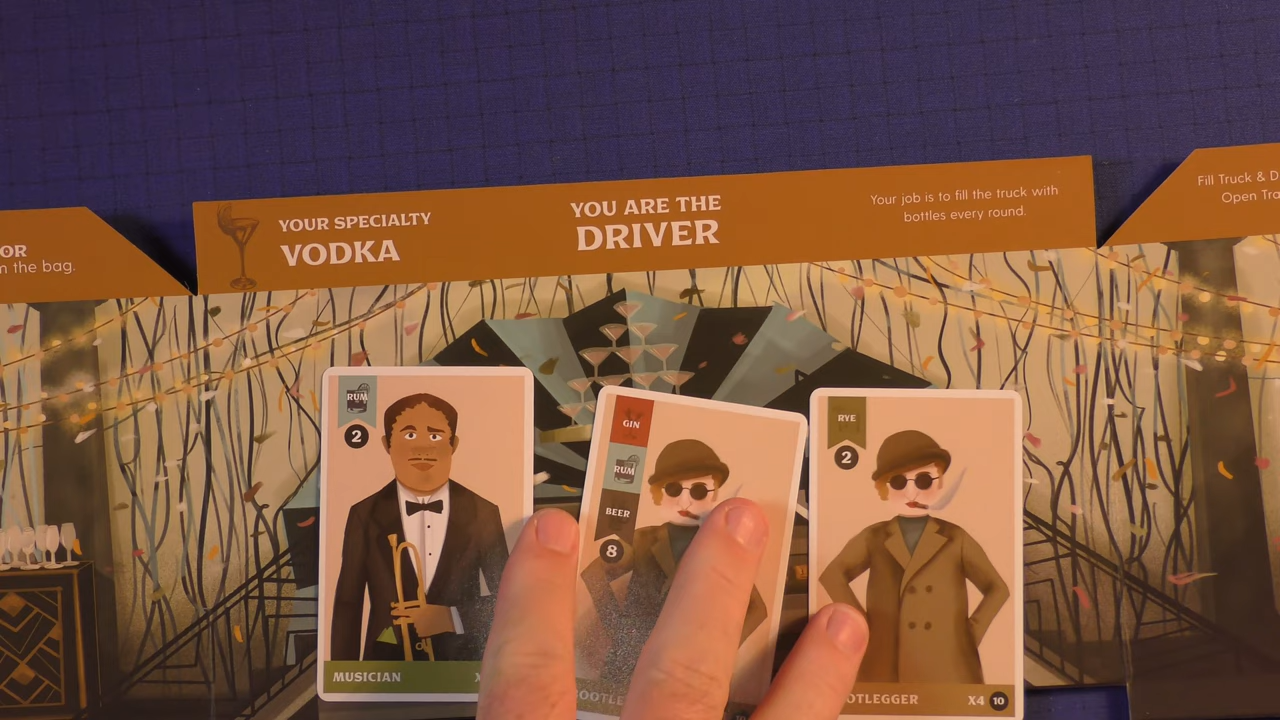 OR
n the bag.
YOUR SPECIALTY
VODKA
YOU ARE THE
DRIVER
Your job is to fill the truck with
bottles every round.
Fill Truck & D
Open Tra
RUM
2
MUSICIAN
X
GIN
RUM
BEER
8
BOOTLE
RYE
2
OTLEGGER
X4 10